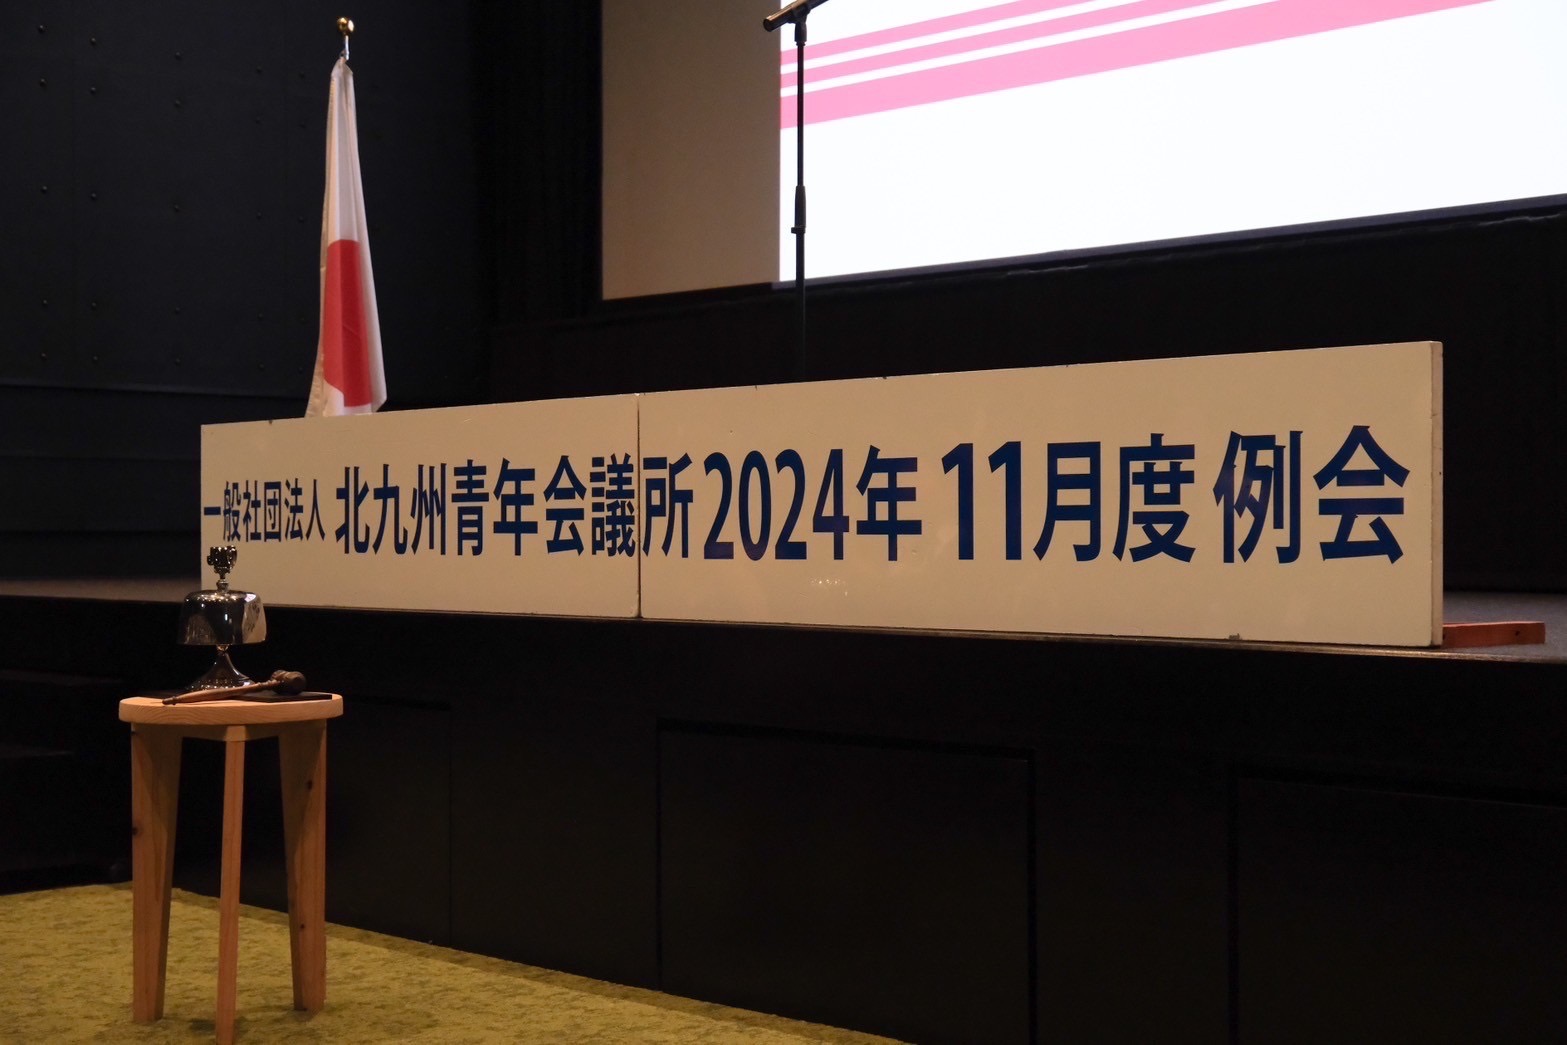 一般社団法人 北九州青年会議所 2024年 11月度 例会